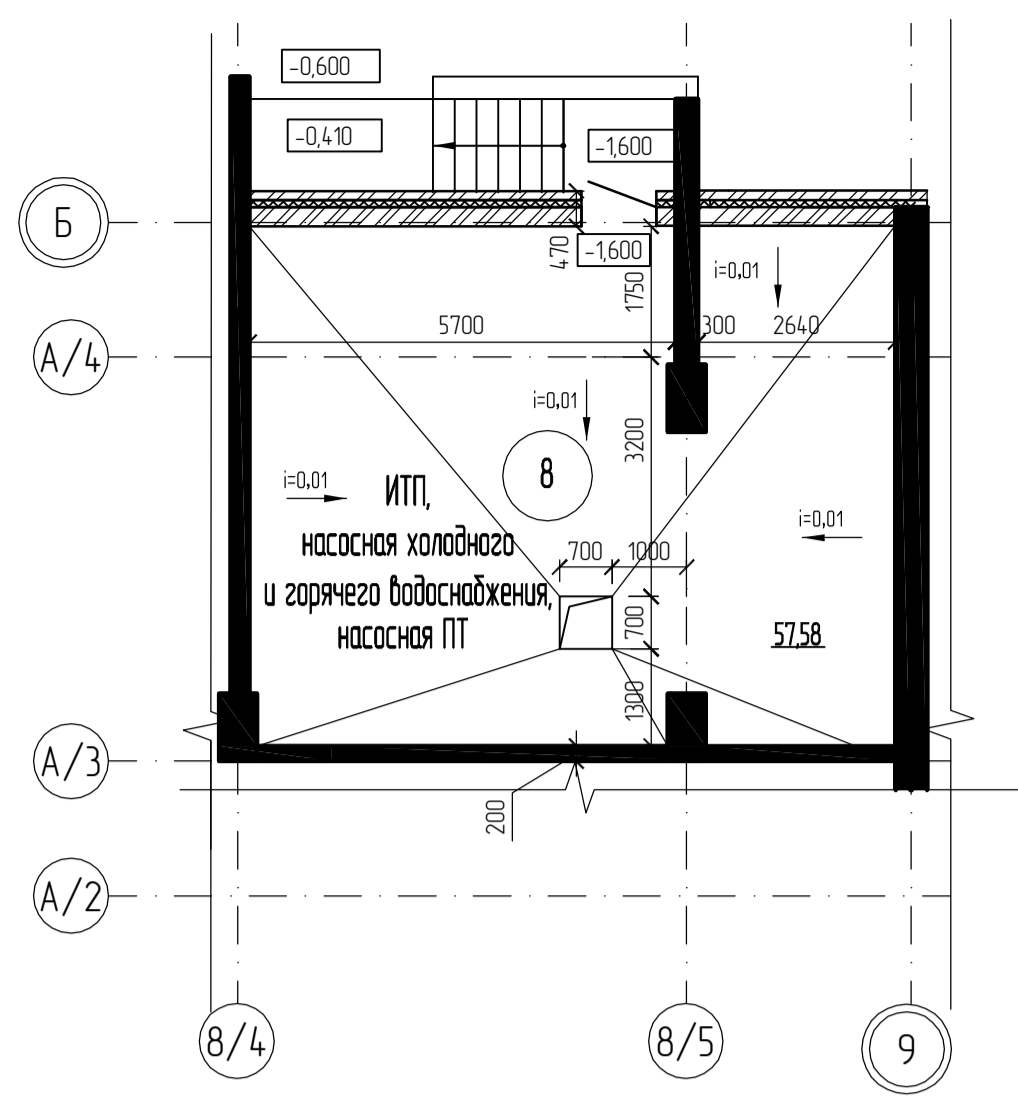 -0,600
-0,410
-1,600
Б
470
-1,600
1750
i=0,01
5700
300
2640
А/4
i=0,01
3200
8
i=0,01
ИТП,
насосная холодного
и горячего водоснабжения,
насосная ПТ
i=0,01
700
1000
700
57,58
1300
А/3
200
А/2
8/4
8/5
9